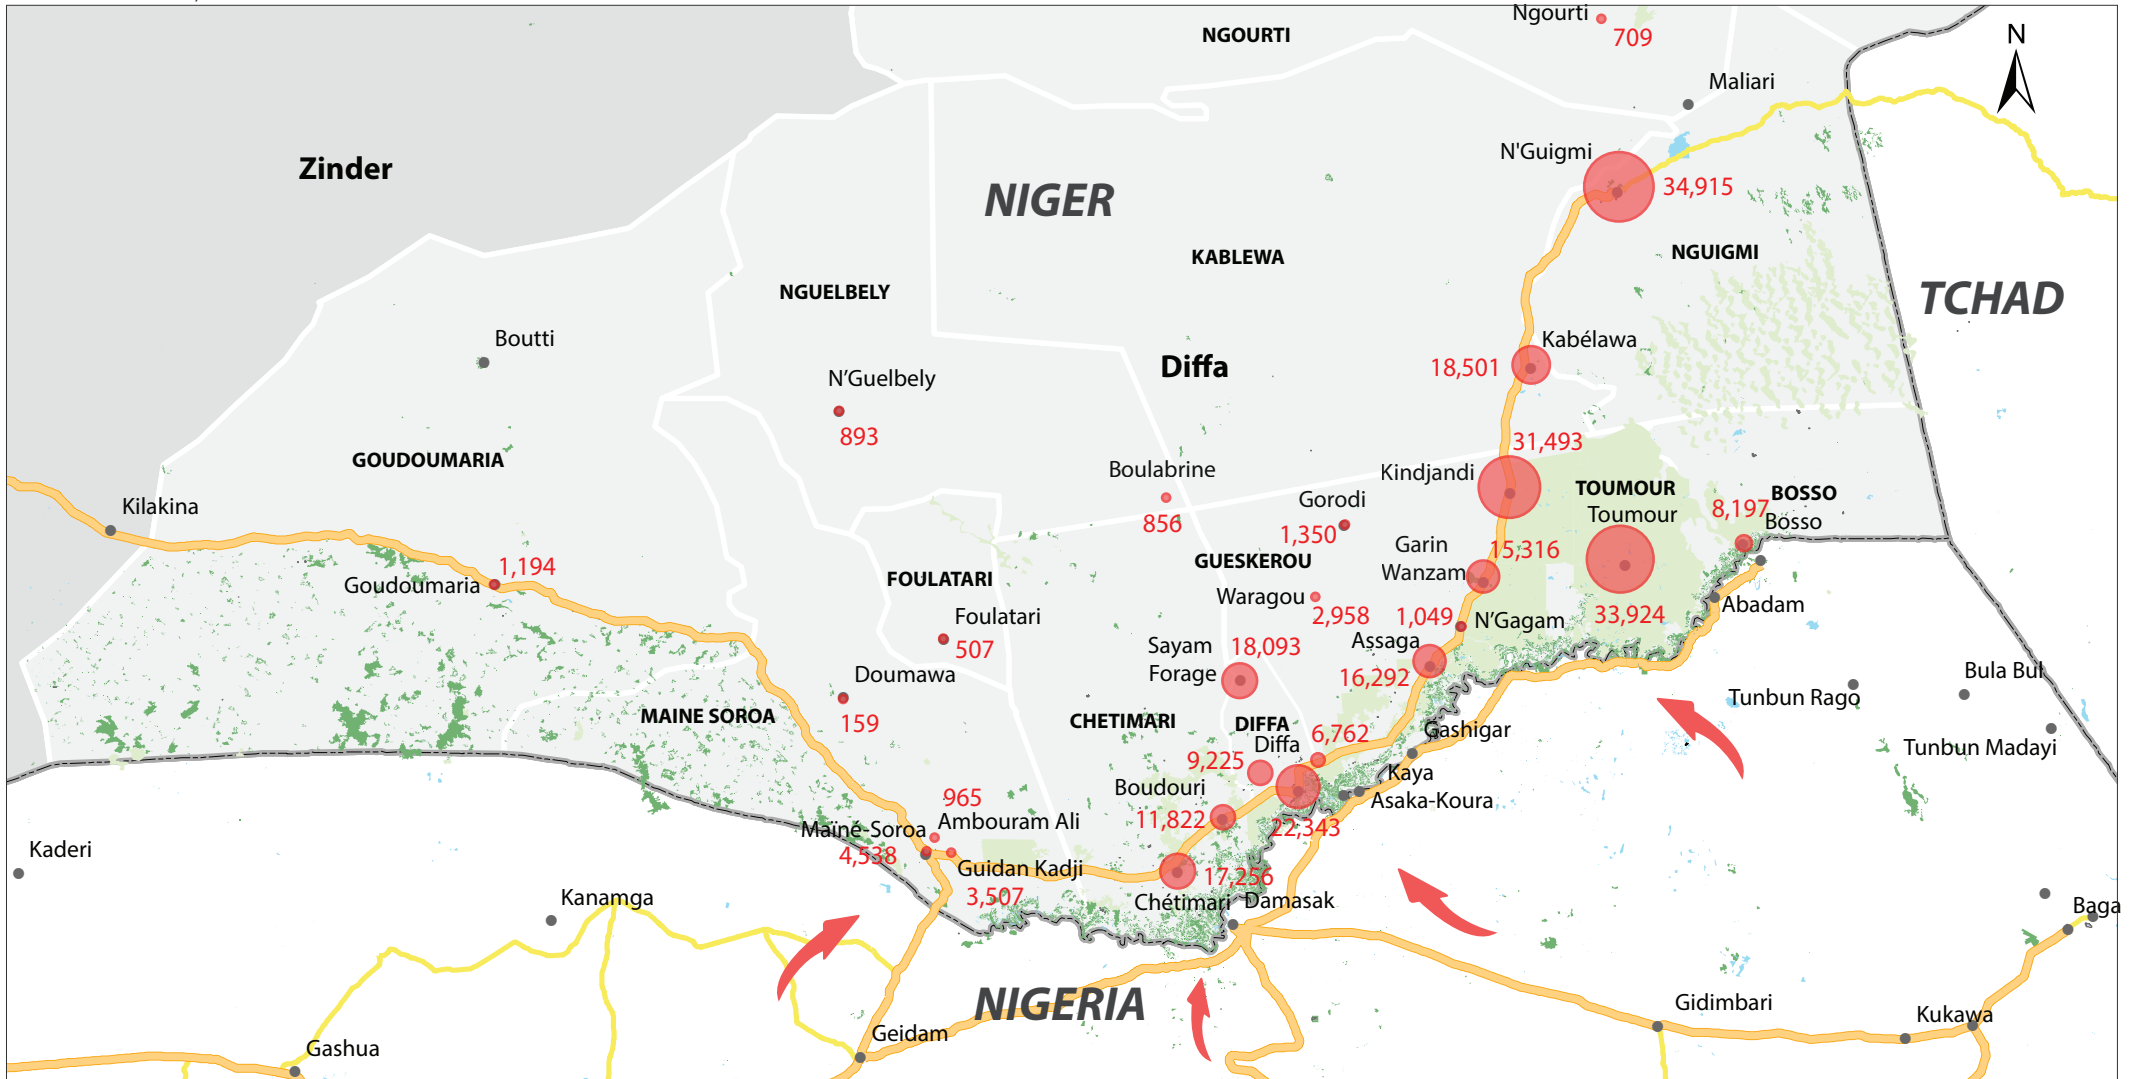 Ngourti
709
NGOURTI
N
Maliari
N'Guigmi
34,915
Zinder
NIGER
NGUIGMI
KABLEWA
TCHAD
NGUELBELY
Boutti
Kabélawa
18,501
Diffa
N'Guelbely
893
31,493
GOUDOUMARIA
Boulabrine
856
Kindjandi
TOUMOUR
Toumour
33,924
BOSSO
8,197
Bosso
Kilakina
Gorodi
1,350
Garin
Wanzam
15,316
GUESKEROU
1,194
Goudoumaria
FOULATARI
Waragou
2,958
1,049
N'Gagam
Abadam
Foulatari
507
Sayam
Forage
18,093
Assaga
16,292
Doumawa
159
Bula Bul
Tunbun Rago
MAINE SOROA
CHETIMARI
DIFFA
Diffa
6,762
Gashigar
Tunbun Madayi
9,225
Kaya
Boudouri
11,822
Asaka-Koura
965
Ambouram Ali
22,343
Maïné-Soroa
4,538
Kaderi
Guidan Kadji
3,507
17,256
Chétimari
Damasak
Kanamga
Baga
NIGERIA
Gidimbari
Kukawa
Geidam
Gashua